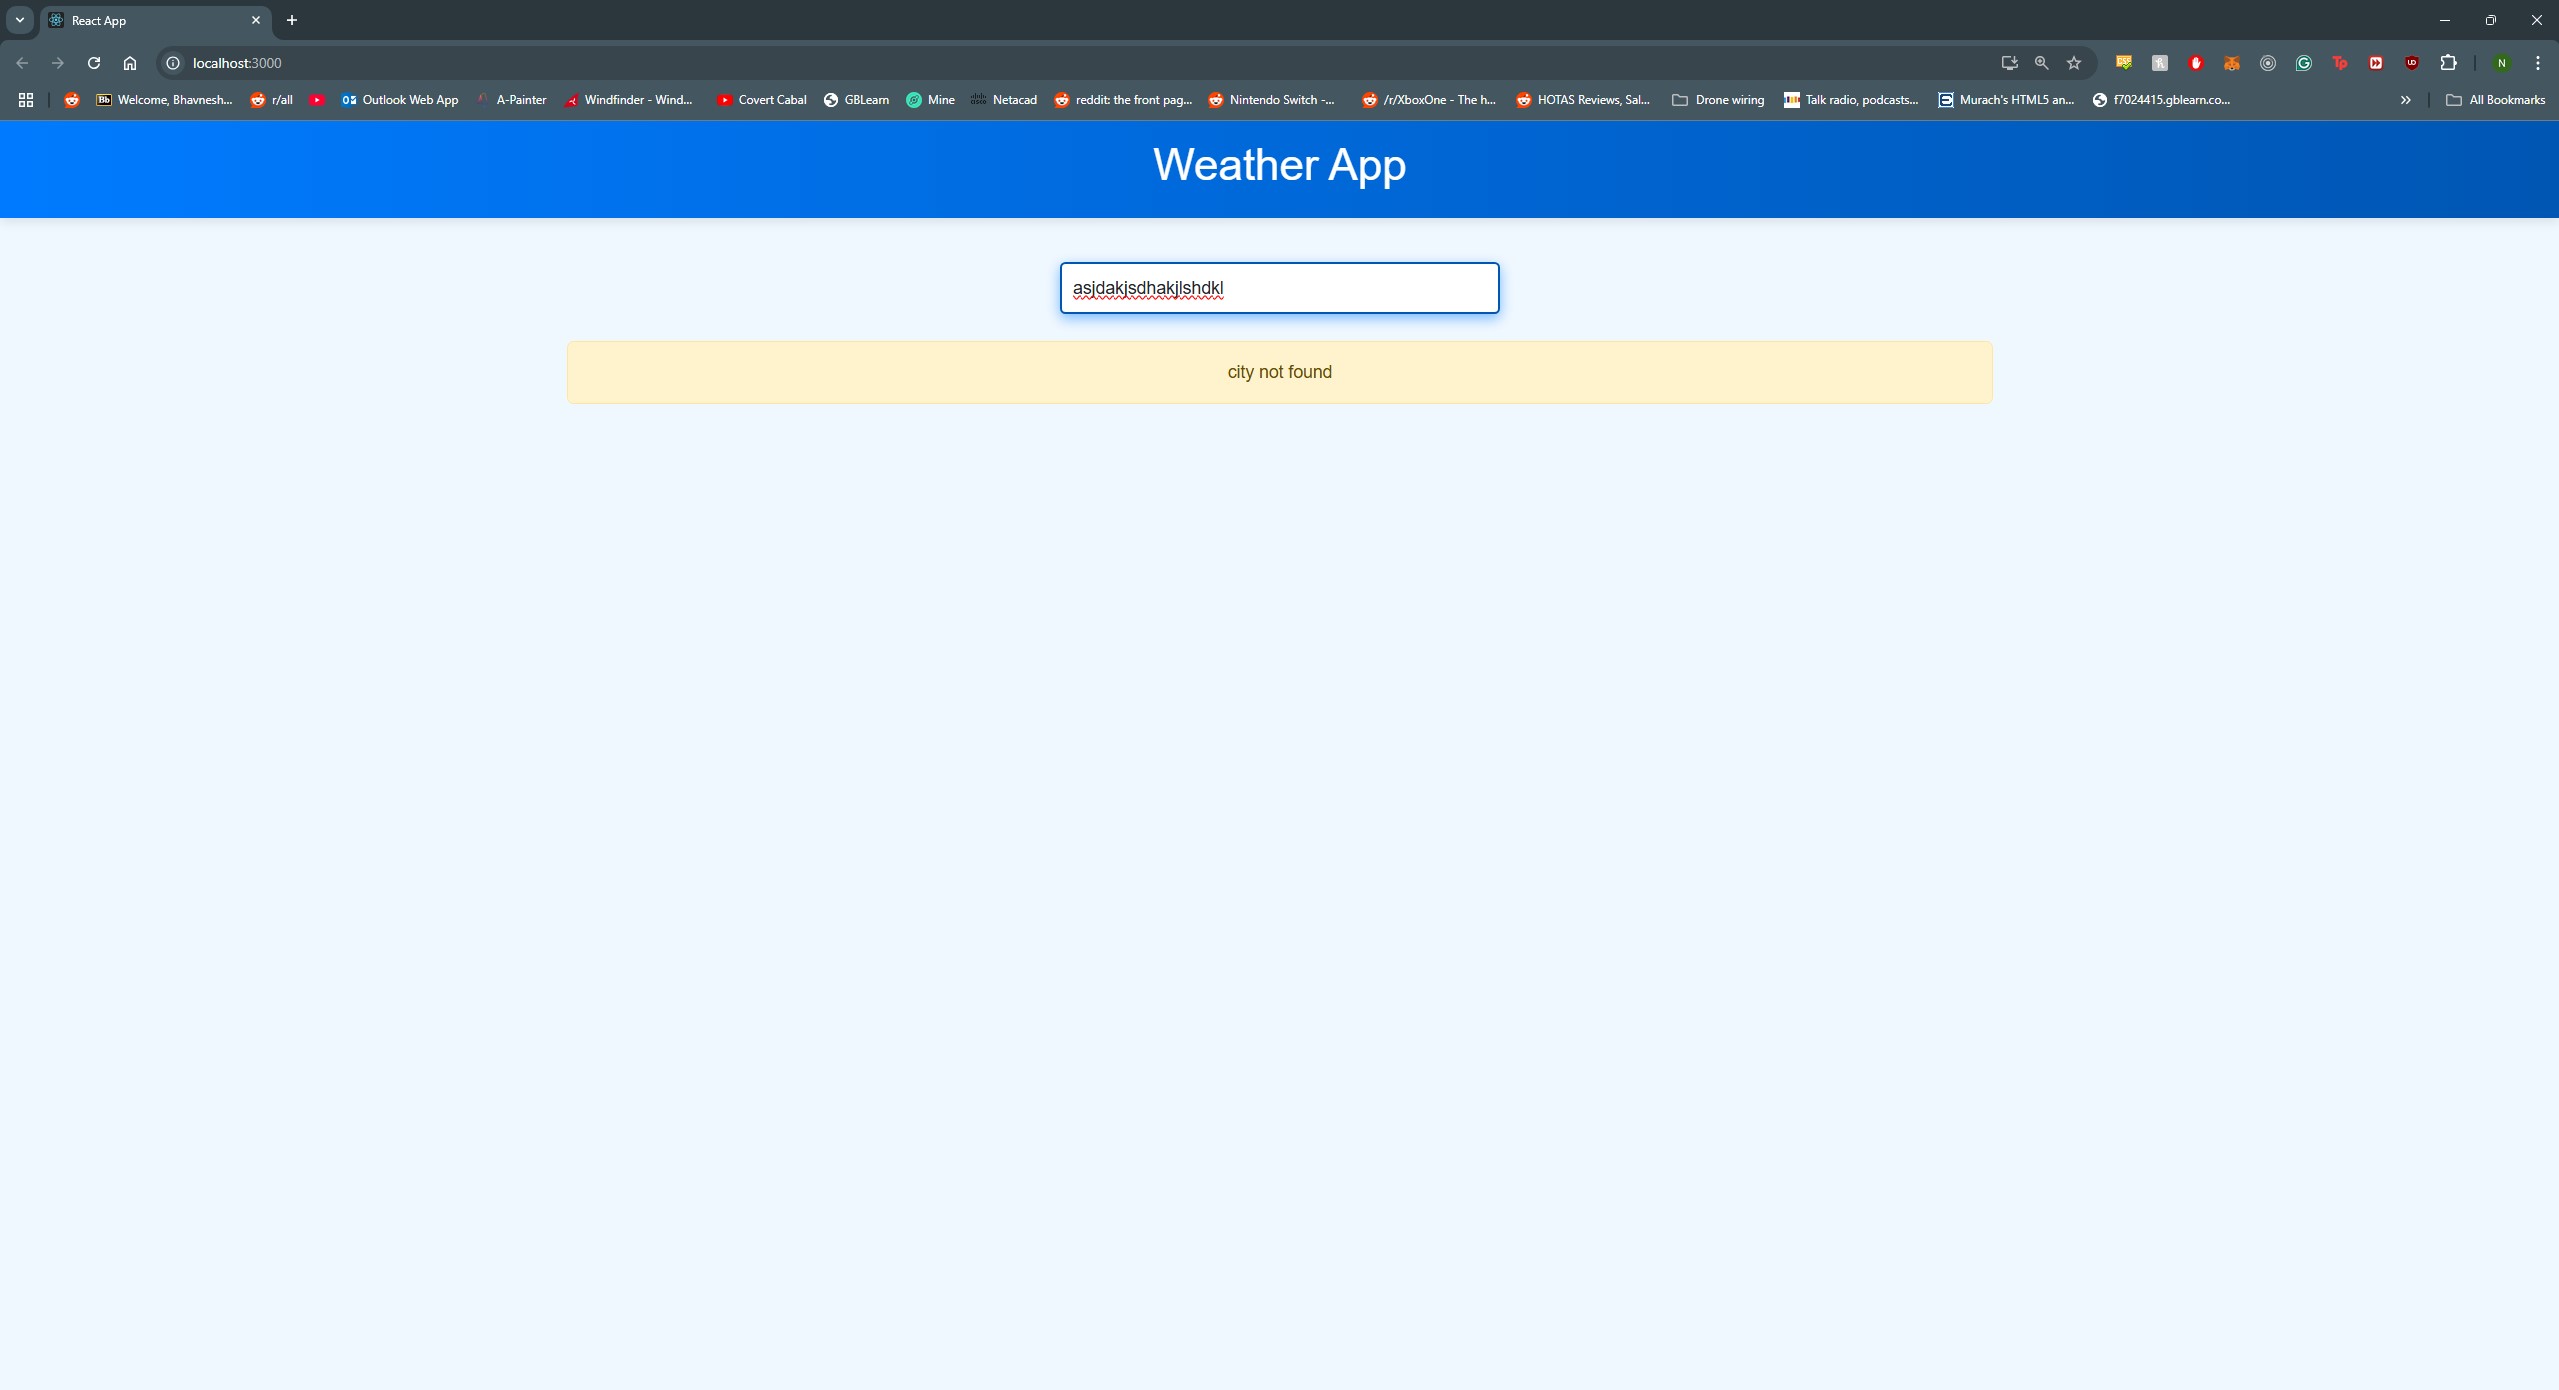 React App
localhost:3000
Welcome, Bhavnesh...
r/all
Outlook Web App
A-Painter
Windfinder - Wind...
Covert Cabal
GBLearn
Mine
Netacad
reddit: the front pag...
Nintendo Switch -...
/r/XboxOne - The h...
HOTAS Reviews, Sal...
Drone wiring
Talk radio, podcasts...
Murach's HTML5 an...
f7024415.gblearn.co...
All Bookmarks
Weather App
asjdakjsdhakjlshdkl
city not found